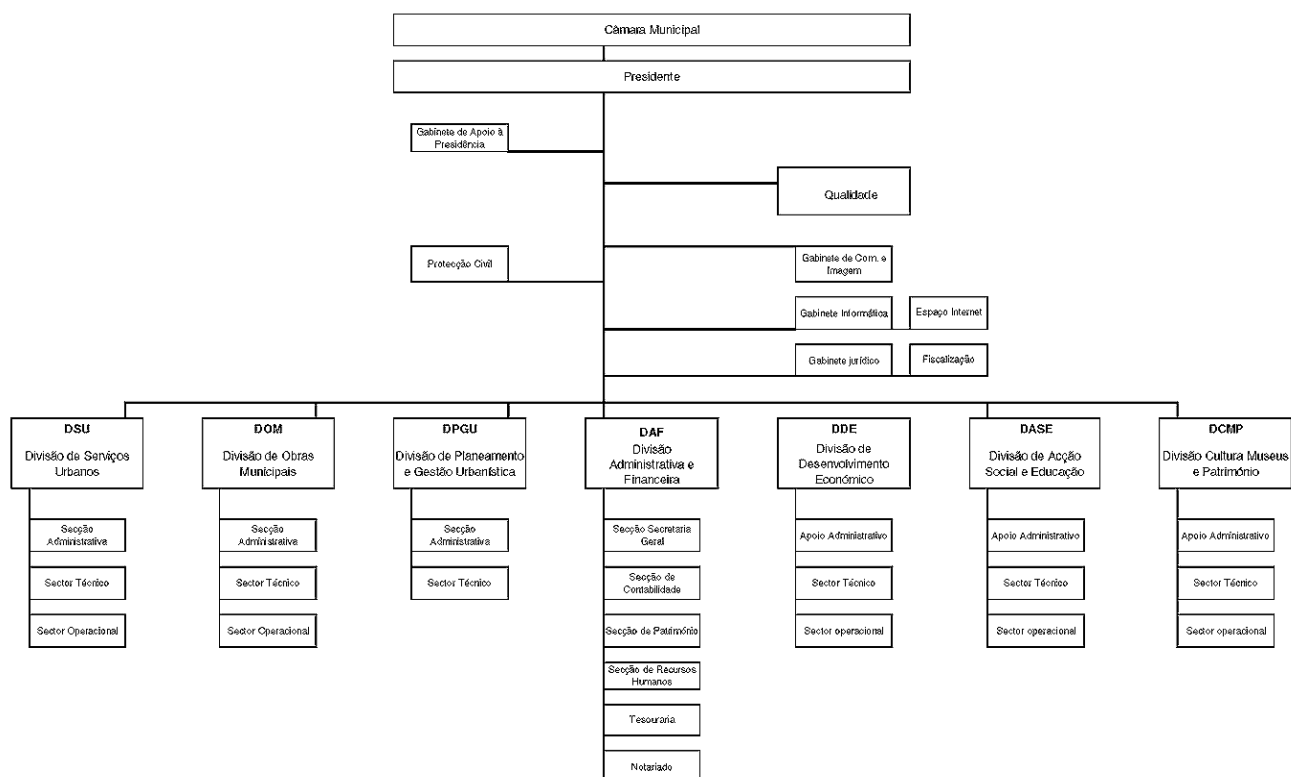 Câmara Municipal
Presidente
Gabinete de Apoio à
Presidência
Qualidade
Protecção Civil
Gabinete de Com. e
Imagem
Gabinete Informática
Espaço Internet
Gabinete jurídico
Fiscalização
DSU
Divisão de Serviços
Urbanos
DOM
Divisão de Obras
Municipais
DPGU
Divisão de Planeamento
e Gestão Urbanística
DAF
Divisão
Administrativa e
Financeira
DDE
Divisão de
Desenvolvimento
Económico
DASE
Divisão de Acção
Social e Educação
DCMP
Divisão Cultura Museus
e Património
Secção
Administrativa
Sector Técnico
Sector Operacional
Secção
Administrativa
Sector Técnico
Sector Operacional
Secção
Administrativa
Sector Técnico
Secção Secretaria
Geral
Secção de
Contabilidade
Secção de Património
Secção de Recursos
Humanos
Tesouraria
Notariado
Apoio Administrativo
Sector Técnico
Sector operacional
Apoio Administrativo
Sector Técnico
Sector operacional
Apoio Administrativo
Sector Técnico
Sector operacional